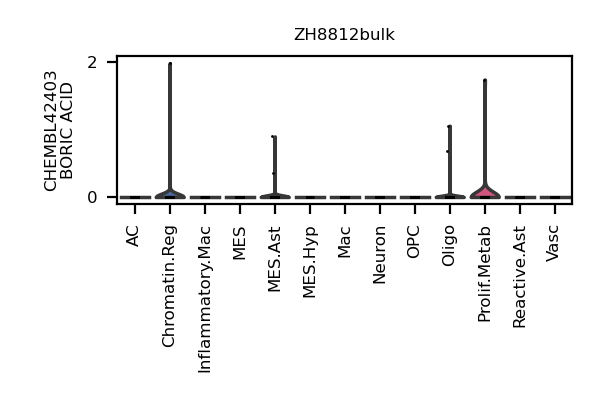 ZH8812bulk
CHEMBL42403
BORIC ACID
2
0
AC
Chromatin.Reg
Inflammatory.Mac
MES
MES.Ast
MES.Hyp
Mac
Neuron
OPC
Oligo
Prolif.Metab
Reactive.Ast
Vasc